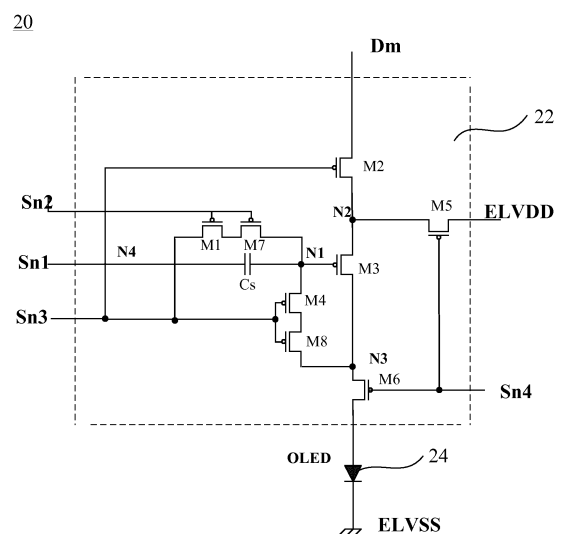 20
Dm
22
M2
Sn2
N2
M5
ELVDD
M1
M7
N4
N1
Sn1
M3
Cs
M4
Sn3
M8
N3
M6
Sn4
OLED
24
ELVSS